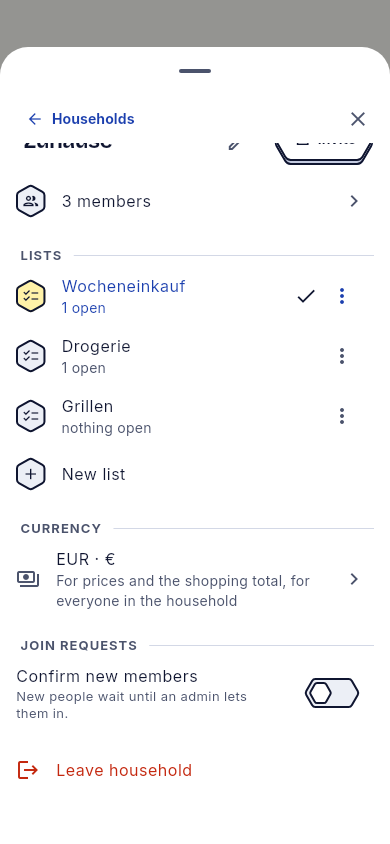 Households
Zuhause
Invite
3 members
LISTS
Wocheneinkauf
1 open
Drogerie
1 open
Grillen
nothing open
New list
CURRENCY
EUR · €
For prices and the shopping total, for
everyone in the household
JOIN REQUESTS
Confirm new members
New people wait until an admin lets
them in.
Leave household